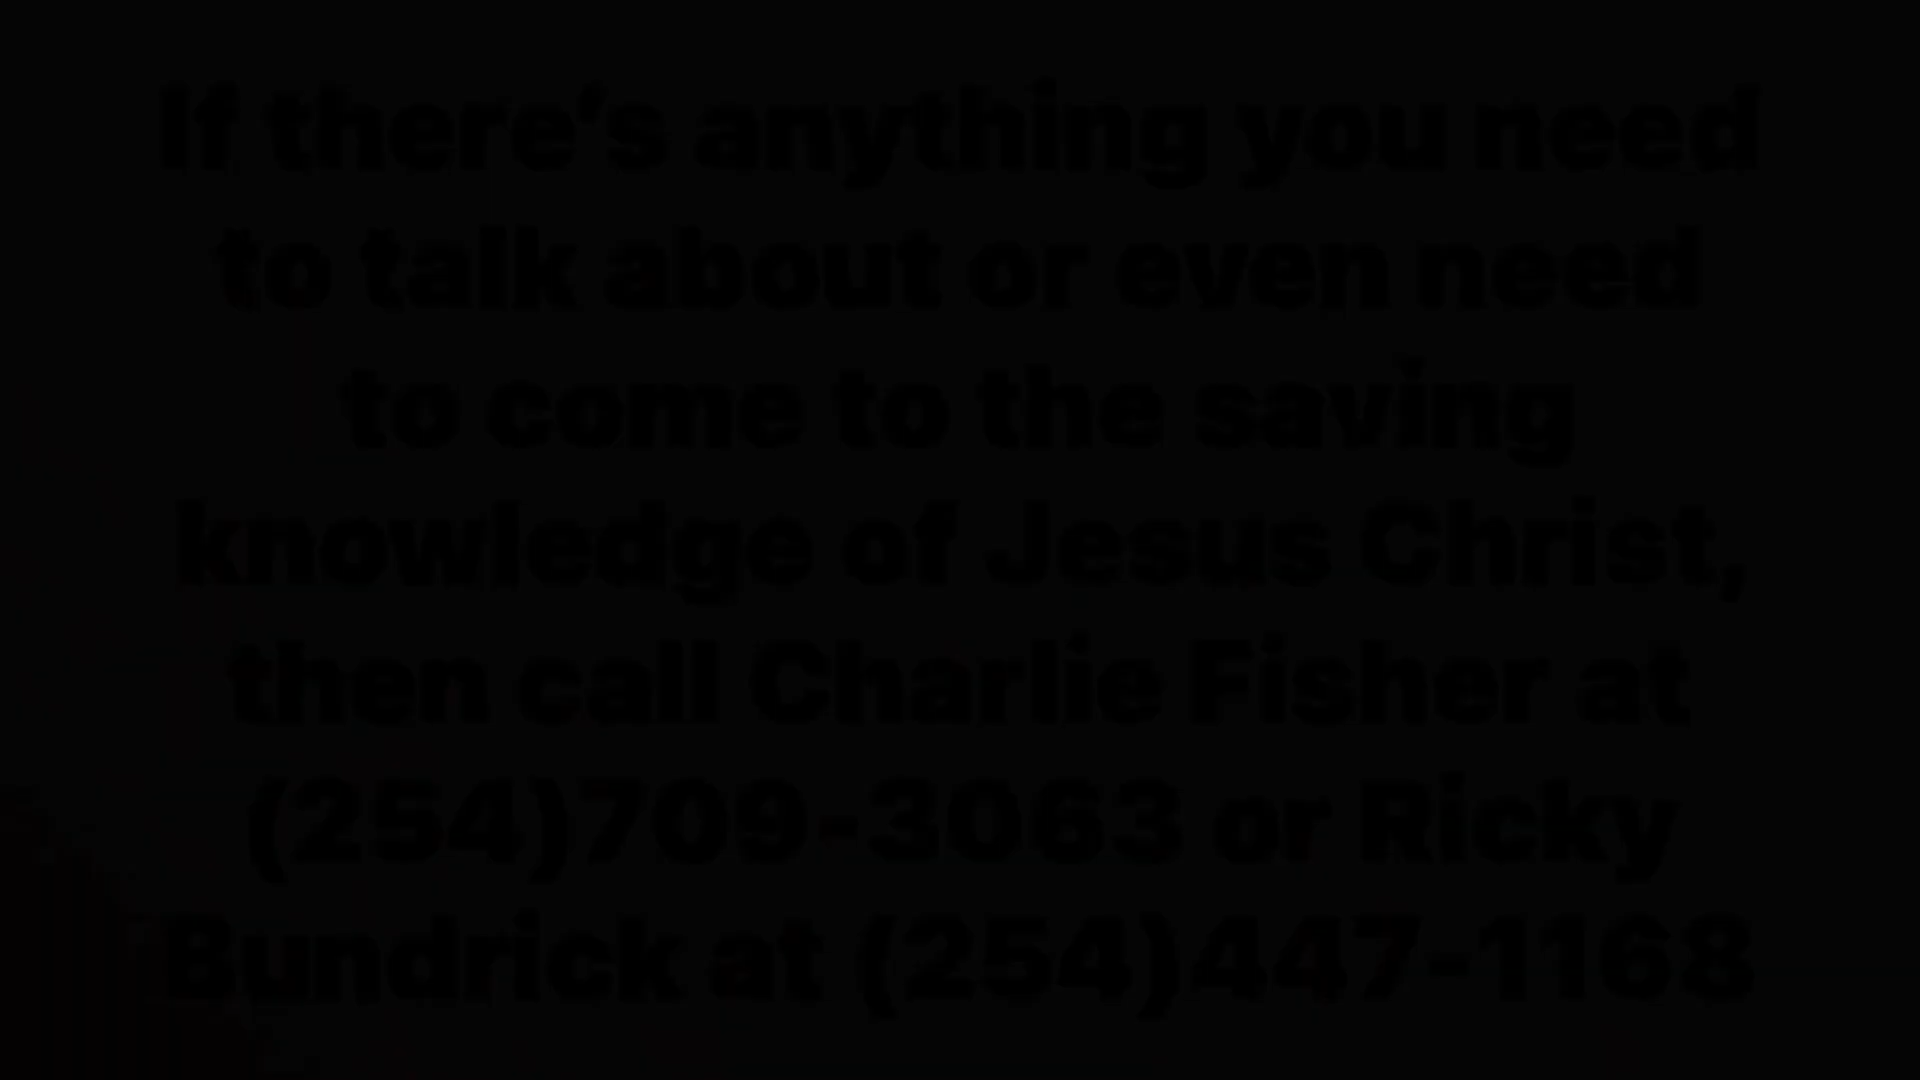 If there's anything you need
to talk about or even need
to come to the saving
knowledge of Jesus Christ,
then call Charlie Fisher at
(254)709-3063 or Ricky
Bundrick at (254)447-1168